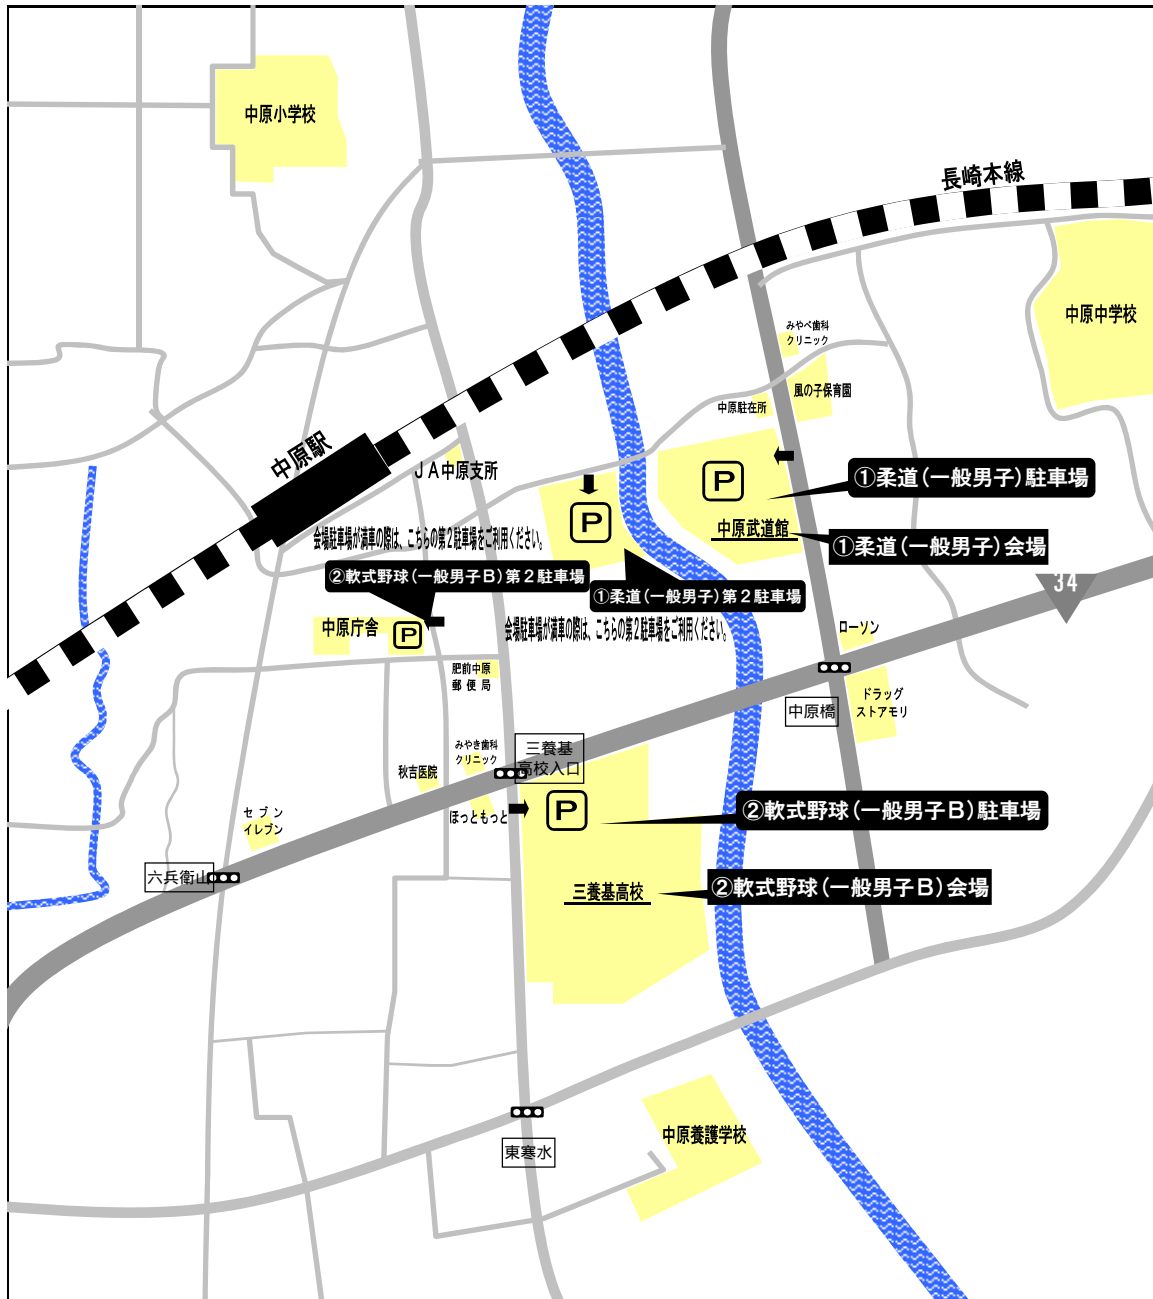 中原小学校
長崎本線
中原中学校
みやべ歯科
クリニック
風の子保育園
中原駐在所
中原駅
JA中原支所
P
①柔道(一般男子)駐車場
P
中原武道館
①柔道(一般男子)会場
会場駐車場が満車の際は、こちらの第2駐車場をご利用ください。
②軟式野球(一般男子B)第2駐車場
①柔道(一般男子)第2駐車場
34
会場駐車場が満車の際は、こちらの第2駐車場をご利用ください。
中原庁舎
P
ローソン
肥前中原
郵便局
ドラッグ
ストアモリ
中原橋
みやき歯科
クリニック
三養基
高校入口
秋吉医院
P
②軟式野球(一般男子B)駐車場
ほっともっと
セブン
イレブン
六兵衛山
三養基高校
②軟式野球(一般男子B)会場
中原養護学校
東寒水